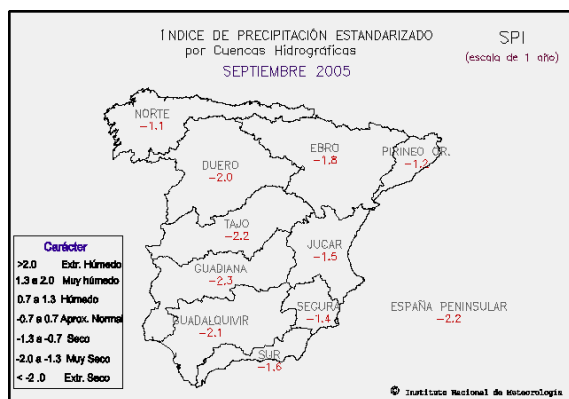 ÍNDICE DE PRECIPITACIÓN ESTANDARIZADO
por Cuencas Hidrográficas
SEPTIEMBRE 2005
SPI
(escala de 1 año)
NORTE
-1.1
DUERO
-2.0
EBRO
-1.8
PIRINEO OR.
-1.2
TAJO
-2.2
JUCAR
-1.5
GUADIANA
-2.3
GUADALQUIVIR
-2.1
SEGURA
-1.4
SUR
-1.6
ESPAÑA PENINSULAR
-2.2
Carácter
>2.0 Extr. Húmedo
1.3 a 2.0 Muy húmedo
0.7 a 1.3 Húmedo
-0.7 a 0.7 Aprox. Normal
-1.3 a -0.7 Seco
-2.0 a -1.3 Muy Seco
< -2.0 Extr. Seco
© Instituto Nacional de Meteorología